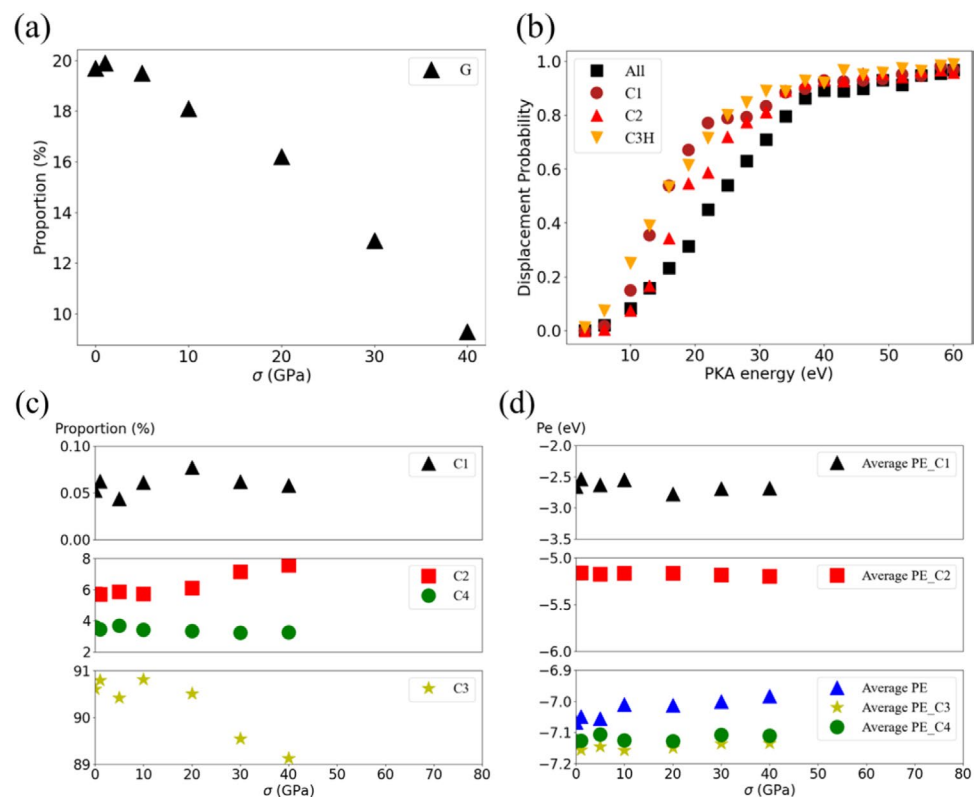 (a)
20
18
16
14
12
10
Proportion (%)
G
0
10
20
30
40
σ (GPa)
(b)
1.0
0.8
0.6
0.4
0.2
0.0
Displacement Probability
All
C1
C2
C3H
10
20
30
40
50
60
PKA energy (eV)
(c)
Proportion (%)
0.10
0.05
0.00
C1
8
6
4
2
C2
C4
91
90
89
C3
0
10
20
30
40
50
60
70
80
σ (GPa)
(d)
Pe (eV)
−2.0
−2.5
−3.0
−3.5
Average PE_C1
−5.0
−5.5
−6.0
Average PE_C2
−6.9
−7.0
−7.1
−7.2
Average PE
Average PE_C3
Average PE_C4
0
10
20
30
40
50
60
70
80
σ (GPa)